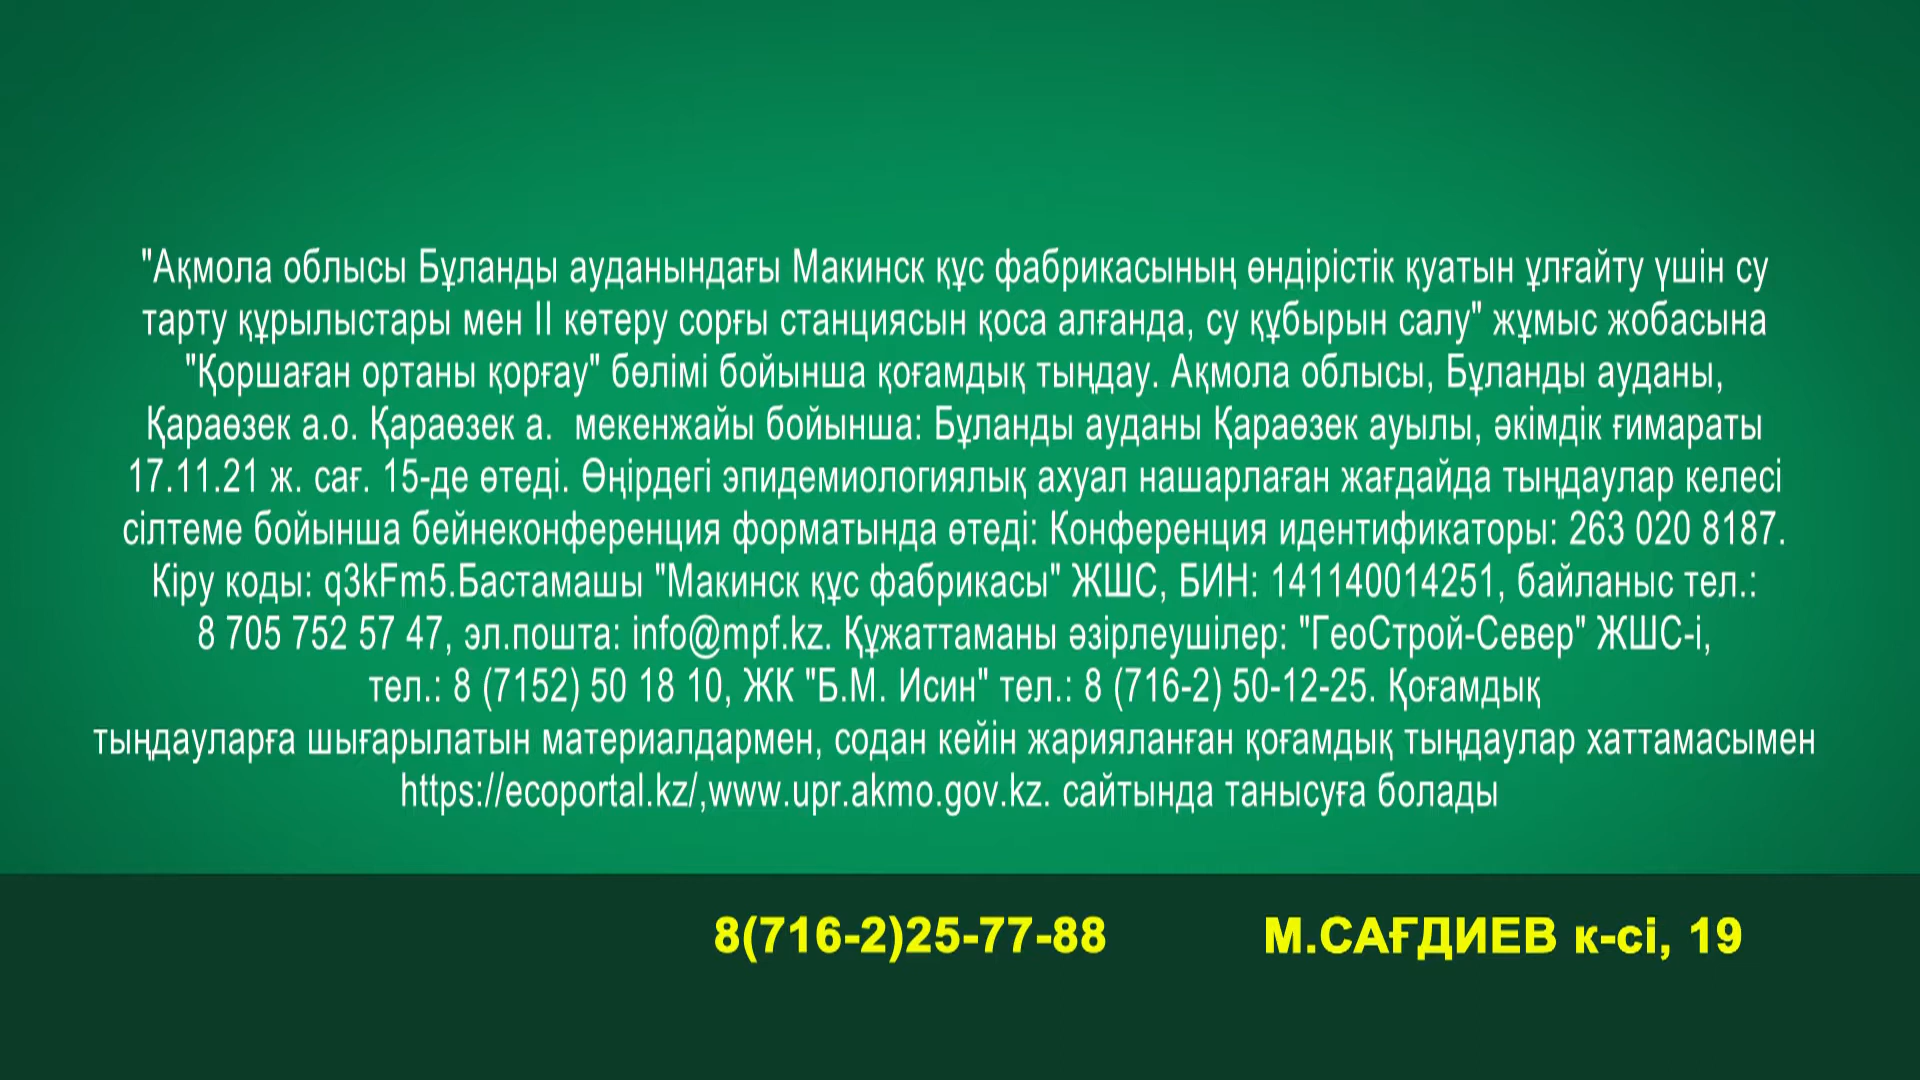 "Ақмола облысы Бұланды ауданындағы Макинск құс фабрикасының өндірістік қуатын ұлғайту үшін су
тарту құрылыстары мен II көтеру сорғы станциясын қоса алғанда, су құбырын салу" жұмыс жобасына
"Қоршаған ортаны қорғау" бөлімі бойынша қоғамдық тыңдау. Ақмола облысы, Бұланды ауданы,
Қараөзек а.о. Қараөзек а.  мекенжайы бойынша: Бұланды ауданы Қараөзек ауылы, әкімдік ғимараты
17.11.21 ж. сағ. 15-де өтеді. Өңірдегі эпидемиологиялық ахуал нашарлаған жағдайда тыңдаулар келесі
сілтеме бойынша бейнеконференция форматында өтеді: Конференция идентификаторы: 263 020 8187.
Кіру коды: q3kFm5.Бастамашы "Макинск құс фабрикасы" ЖШС, БИН: 141140014251, байланыс тел.:
8 705 752 57 47, эл.пошта: info@mpf.kz. Құжаттаманы әзірлеушілер: "ГеоСтрой-Север" ЖШС-і,
тел.: 8 (7152) 50 18 10, ЖК "Б.М. Исин" тел.: 8 (716-2) 50-12-25. Қоғамдық
тыңдауларға шығарылатын материалдармен, содан кейін жарияланған қоғамдық тыңдаулар хаттамасымен
https://ecoportal.kz/,www.upr.akmo.gov.kz. сайтында танысуға болады
8(716-2)25-77-88 М.САҒДИЕВ к-сі, 19